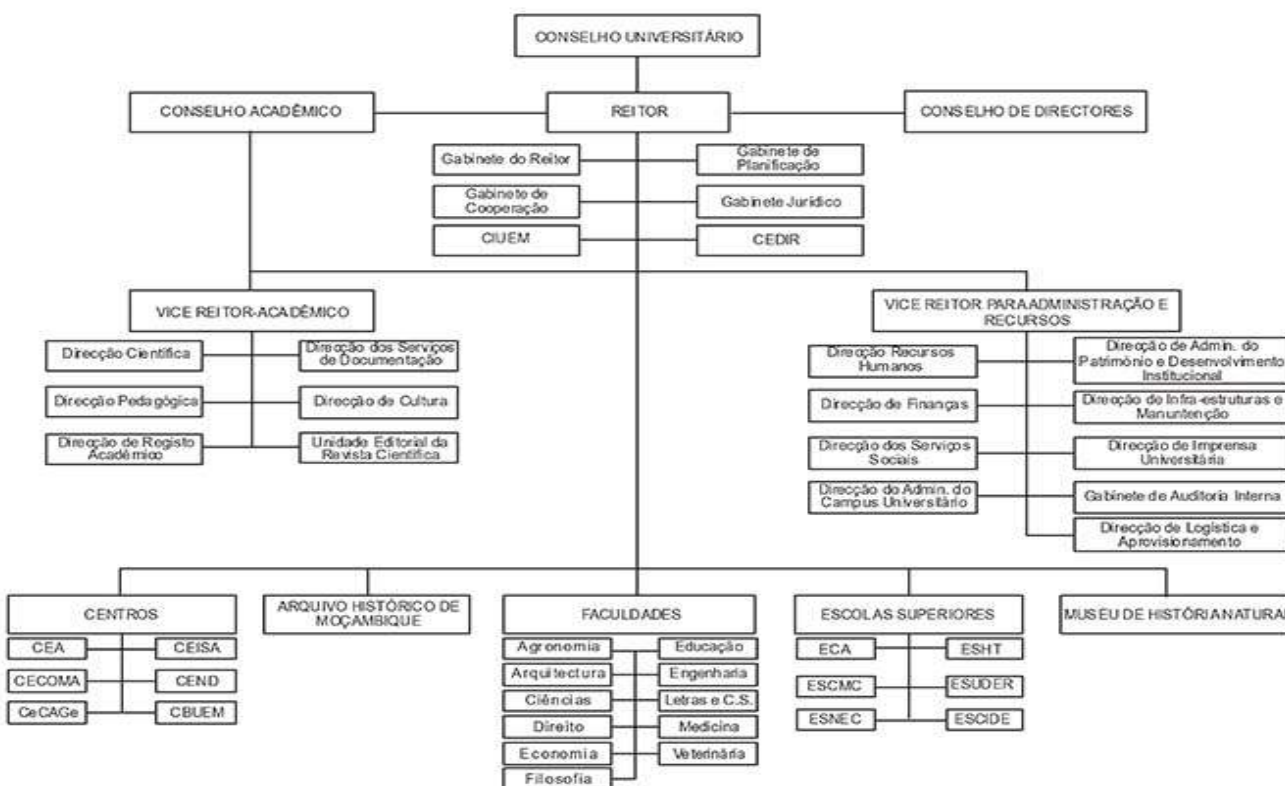 CONSELHO UNIVERSITÁRIO
CONSELHO ACADÊMICO
REITOR
CONSELHO DE DIRECTORES
Gabinete do Reitor
Gabinete de
Planificação
Gabinete de
Cooperação
Gabinete Jurídico
CIUEM
CEDIR
VICE REITOR-ACADÊMICO
VICE REITOR PARA ADMINISTRAÇÃO E
RECURSOS
Direcção Científica
Direcção dos Serviços
de Documentação
Direcção Pedagógica
Direcção de Cultura
Direcção de Registo
Acadêmico
Unidade Editorial da
Revista Científica
Direcção Recursos
Humanos
Direcção de Admin. do
Património e Desenvolvimento
Institucional
Direcção de Finanças
Direcção de Infra-estruturas e
Manuntenção
Direcção dos Serviços
Sociais
Direcção de Imprensa
Universitária
Direcção do Admin. do
Campus Universitário
Gabinete de Auditoria Interna
Direcção de Logística e
Aprovisionamento
CENTROS
ARQUIVO HISTÓRICO DE
MOÇAMBIQUE
FACULDADES
ESCOLAS SUPERIORES
MUSEU DE HISTÓRIA NATURAL
CEA
CEISA
CECOMA
CEND
CeCAGe
CBUEM
Agronomia
Educação
Arquitectura
Engenharia
Ciências
Letras e C.S.
Direito
Medicina
Economia
Veterinária
Filosofia
ECA
ESHT
ESCMC
ESUDER
ESNEC
ESCIDE